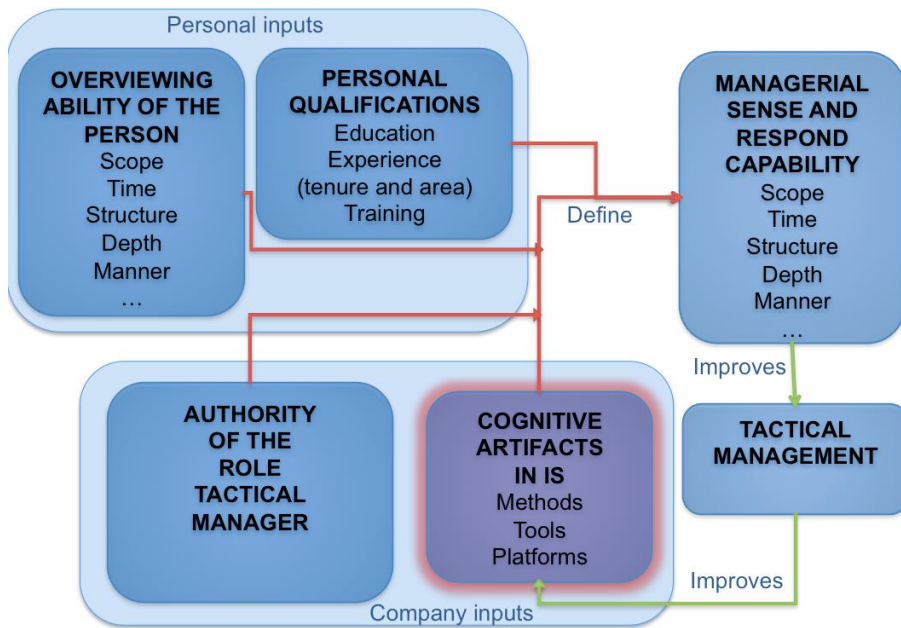 Personal inputs
OVERVIEWING
ABILITY OF THE
PERSON
Scope
Time
Structure
Depth
Manner
…
PERSONAL
QUALIFICATIONS
Education
Experience
(tenure and area)
Training
Define
MANAGERIAL
SENSE AND
RESPOND
CAPABILITY
Scope
Time
Structure
Depth
Manner
…
Improves
AUTHORITY
OF THE
ROLE
TACTICAL
MANAGER
COGNITIVE
ARTIFACTS
IN IS
Methods
Tools
Platforms
TACTICAL
MANAGEMENT
Improves
Company inputs